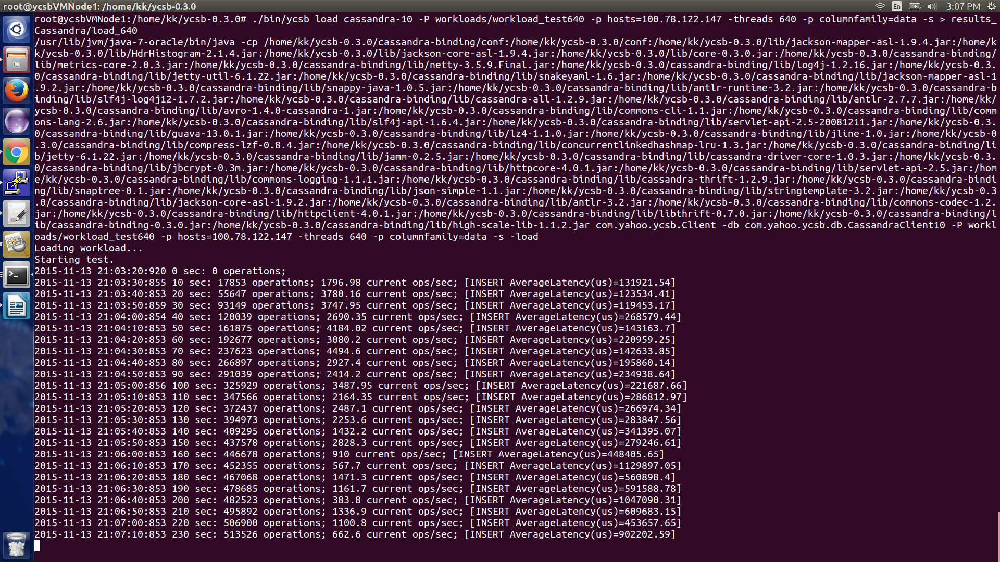 root@ycsbVMNode1: /home/kk/ycsb-0.3.0
En
3:07 PM
root@ycsbVMNode1:/home/kk/ycsb-0.3.0# ./bin/ycsb load cassandra-10 -P workloads/workload_test640 -p hosts=100.78.122.147 -threads 640 -p columnfamily=data -s > results_
Cassandra/load_640
/usr/lib/jvm/java-7-oracle/bin/java -cp /home/kk/ycsb-0.3.0/cassandra-binding/conf:/home/kk/ycsb-0.3.0/conf:/home/kk/ycsb-0.3.0/lib/jackson-mapper-asl-1.9.4.jar:/home/k
k/ycsb-0.3.0/lib/HdrHistogram-2.1.4.jar:/home/kk/ycsb-0.3.0/lib/jackson-core-asl-1.9.4.jar:/home/kk/ycsb-0.3.0/lib/core-0.3.0.jar:/home/kk/ycsb-0.3.0/cassandra-binding/
lib/metrics-core-2.0.3.jar:/home/kk/ycsb-0.3.0/cassandra-binding/lib/netty-3.5.9.Final.jar:/home/kk/ycsb-0.3.0/cassandra-binding/lib/log4j-1.2.16.jar:/home/kk/ycsb-0.3.
0/cassandra-binding/lib/jetty-util-6.1.22.jar:/home/kk/ycsb-0.3.0/cassandra-binding/lib/snakeyaml-1.6.jar:/home/kk/ycsb-0.3.0/cassandra-binding/lib/jackson-mapper-asl-1
.9.2.jar:/home/kk/ycsb-0.3.0/cassandra-binding/lib/snappy-java-1.0.5.jar:/home/kk/ycsb-0.3.0/cassandra-binding/lib/antlr-runtime-3.2.jar:/home/kk/ycsb-0.3.0/cassandra-b
inding/lib/slf4j-log4j12-1.7.2.jar:/home/kk/ycsb-0.3.0/cassandra-binding/lib/cassandra-all-1.2.9.jar:/home/kk/ycsb-0.3.0/cassandra-binding/lib/antlr-2.7.7.jar:/home/kk/
ycsb-0.3.0/cassandra-binding/lib/avro-1.4.0-cassandra-1.jar:/home/kk/ycsb-0.3.0/cassandra-binding/lib/commons-cli-1.1.jar:/home/kk/ycsb-0.3.0/cassandra-binding/lib/comm
ons-lang-2.6.jar:/home/kk/ycsb-0.3.0/cassandra-binding/lib/slf4j-api-1.6.4.jar:/home/kk/ycsb-0.3.0/cassandra-binding/lib/servlet-api-2.5-20081211.jar:/home/kk/ycsb-0.3.
0/cassandra-binding/lib/guava-13.0.1.jar:/home/kk/ycsb-0.3.0/cassandra-binding/lib/lz4-1.1.0.jar:/home/kk/ycsb-0.3.0/cassandra-binding/lib/jline-1.0.jar:/home/kk/ycsb-0
.3.0/cassandra-binding/lib/compress-lzf-0.8.4.jar:/home/kk/ycsb-0.3.0/cassandra-binding/lib/concurrentlinkedhashmap-lru-1.3.jar:/home/kk/ycsb-0.3.0/cassandra-binding/li
b/jetty-6.1.22.jar:/home/kk/ycsb-0.3.0/cassandra-binding/lib/jamm-0.2.5.jar:/home/kk/ycsb-0.3.0/cassandra-binding/lib/cassandra-driver-core-1.0.3.jar:/home/kk/ycsb-0.3.
0/cassandra-binding/lib/jbcrypt-0.3m.jar:/home/kk/ycsb-0.3.0/cassandra-binding/lib/httpcore-4.0.1.jar:/home/kk/ycsb-0.3.0/cassandra-binding/lib/servlet-api-2.5.jar:/hom
e/kk/ycsb-0.3.0/cassandra-binding/lib/commons-logging-1.1.1.jar:/home/kk/ycsb-0.3.0/cassandra-binding/lib/cassandra-thrift-1.2.9.jar:/home/kk/ycsb-0.3.0/cassandra-bindi
ng/lib/snaptree-0.1.jar:/home/kk/ycsb-0.3.0/cassandra-binding/lib/json-simple-1.1.jar:/home/kk/ycsb-0.3.0/cassandra-binding/lib/stringtemplate-3.2.jar:/home/kk/ycsb-0.3
.0/cassandra-binding/lib/jackson-core-asl-1.9.2.jar:/home/kk/ycsb-0.3.0/cassandra-binding/lib/antlr-3.2.jar:/home/kk/ycsb-0.3.0/cassandra-binding/lib/commons-codec-1.2.
jar:/home/kk/ycsb-0.3.0/cassandra-binding/lib/httpclient-4.0.1.jar:/home/kk/ycsb-0.3.0/cassandra-binding/lib/libthrift-0.7.0.jar:/home/kk/ycsb-0.3.0/cassandra-binding/l
ib/cassandra-binding-0.3.0.jar:/home/kk/ycsb-0.3.0/cassandra-binding/lib/high-scale-lib-1.1.2.jar com.yahoo.ycsb.Client -db com.yahoo.ycsb.db.CassandraClient10 -P workl
oads/workload_test640 -p hosts=100.78.122.147 -threads 640 -p columnfamily=data -s -load
Loading workload...
Starting test.
2015-11-13 21:03:20:920 0 sec: 0 operations;
2015-11-13 21:03:30:855 10 sec: 17853 operations; 1796.98 current ops/sec; [INSERT AverageLatency(us)=131921.54]
2015-11-13 21:03:40:853 20 sec: 55647 operations; 3780.16 current ops/sec; [INSERT AverageLatency(us)=123534.41]
2015-11-13 21:03:50:859 30 sec: 93149 operations; 3747.95 current ops/sec; [INSERT AverageLatency(us)=119453.17]
2015-11-13 21:04:00:854 40 sec: 120039 operations; 2690.35 current ops/sec; [INSERT AverageLatency(us)=268579.44]
2015-11-13 21:04:10:853 50 sec: 161875 operations; 4184.02 current ops/sec; [INSERT AverageLatency(us)=143163.7]
2015-11-13 21:04:20:853 60 sec: 192677 operations; 3080.2 current ops/sec; [INSERT AverageLatency(us)=220959.25]
2015-11-13 21:04:30:853 70 sec: 237623 operations; 4494.6 current ops/sec; [INSERT AverageLatency(us)=142633.85]
2015-11-13 21:04:40:853 80 sec: 266897 operations; 2927.4 current ops/sec; [INSERT AverageLatency(us)=195860.14]
2015-11-13 21:04:50:853 90 sec: 291039 operations; 2414.2 current ops/sec; [INSERT AverageLatency(us)=234938.64]
2015-11-13 21:05:00:856 100 sec: 325929 operations; 3487.95 current ops/sec; [INSERT AverageLatency(us)=221687.66]
2015-11-13 21:05:10:853 110 sec: 347566 operations; 2164.35 current ops/sec; [INSERT AverageLatency(us)=286812.97]
2015-11-13 21:05:20:853 120 sec: 372437 operations; 2487.1 current ops/sec; [INSERT AverageLatency(us)=266974.34]
2015-11-13 21:05:30:853 130 sec: 394973 operations; 2253.6 current ops/sec; [INSERT AverageLatency(us)=283847.56]
2015-11-13 21:05:40:853 140 sec: 409295 operations; 1432.2 current ops/sec; [INSERT AverageLatency(us)=341395.07]
2015-11-13 21:05:50:853 150 sec: 437578 operations; 2828.3 current ops/sec; [INSERT AverageLatency(us)=279246.61]
2015-11-13 21:06:00:853 160 sec: 446678 operations; 910 current ops/sec; [INSERT AverageLatency(us)=448405.65]
2015-11-13 21:06:10:853 170 sec: 452355 operations; 567.7 current ops/sec; [INSERT AverageLatency(us)=1129897.05]
2015-11-13 21:06:20:853 180 sec: 467068 operations; 1471.3 current ops/sec; [INSERT AverageLatency(us)=560898.4]
2015-11-13 21:06:30:853 190 sec: 478685 operations; 1161.7 current ops/sec; [INSERT AverageLatency(us)=591588.78]
2015-11-13 21:06:40:853 200 sec: 482523 operations; 383.8 current ops/sec; [INSERT AverageLatency(us)=1047090.31]
2015-11-13 21:06:50:853 210 sec: 495892 operations; 1336.9 current ops/sec; [INSERT AverageLatency(us)=609683.15]
2015-11-13 21:07:00:853 220 sec: 506900 operations; 1100.8 current ops/sec; [INSERT AverageLatency(us)=453657.65]
2015-11-13 21:07:10:853 230 sec: 513526 operations; 662.6 current ops/sec; [INSERT AverageLatency(us)=902202.59]